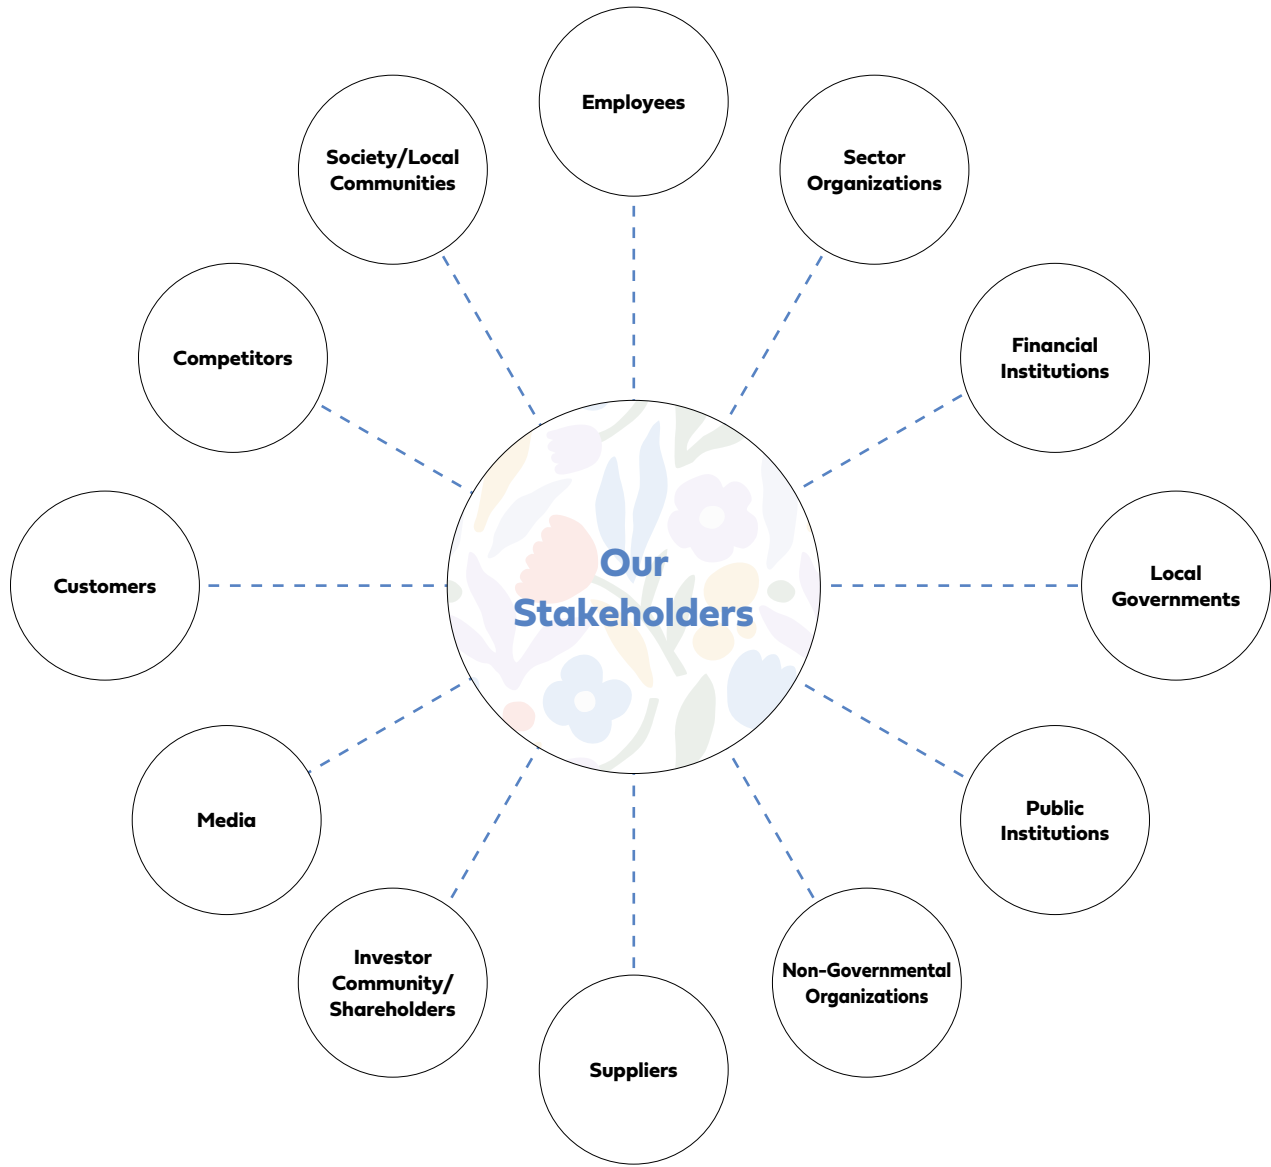 Employees
Society/Local
Communities
Sector
Organizations
Competitors
Financial
Institutions
Customers
Our
Stakeholders
Local
Governments
Media
Public
Institutions
Investor
Community/
Shareholders
Non-Governmental
Organizations
Suppliers